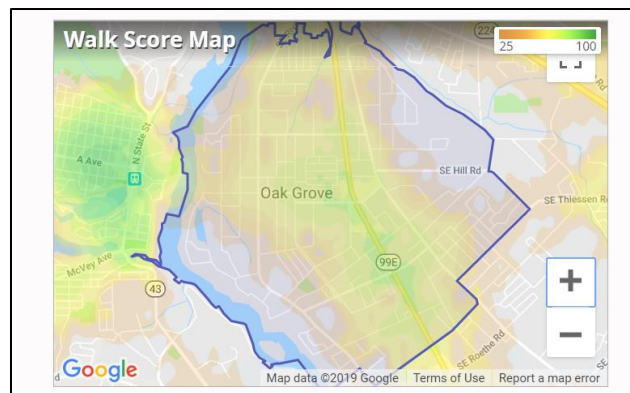 Walk Score Map
224
25 100
A Ave
N State St
SE Hill Rd
Oak Grove
SE Thiessen R
McVey Ave
99E
43
+
−
SE Roethe Rd
Google
d
Map data ©2019 Google Terms of Use Report a map error